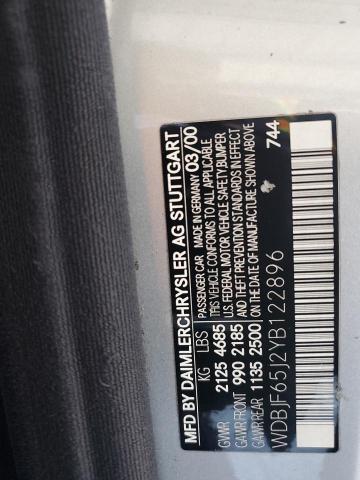 MFD BY DAIMLERCHRYSLER AG STUTTGART
PASSENGER CAR MADE IN GERMANY 03/00
KG LBS
GVWR 2125 4685
GAWR FRONT 990 2185
GAWR REAR 1135 2500
THIS VEHICLE CONFORMS TO ALL APPLICABLE
U.S. FEDERAL MOTOR VEHICLE SAFETY, BUMPER,
AND THEFT PREVENTION STANDARDS IN EFFECT
ON DATE OF MANUFACTURE SHOWN ABOVE
WDBJF65J2YB122896
744